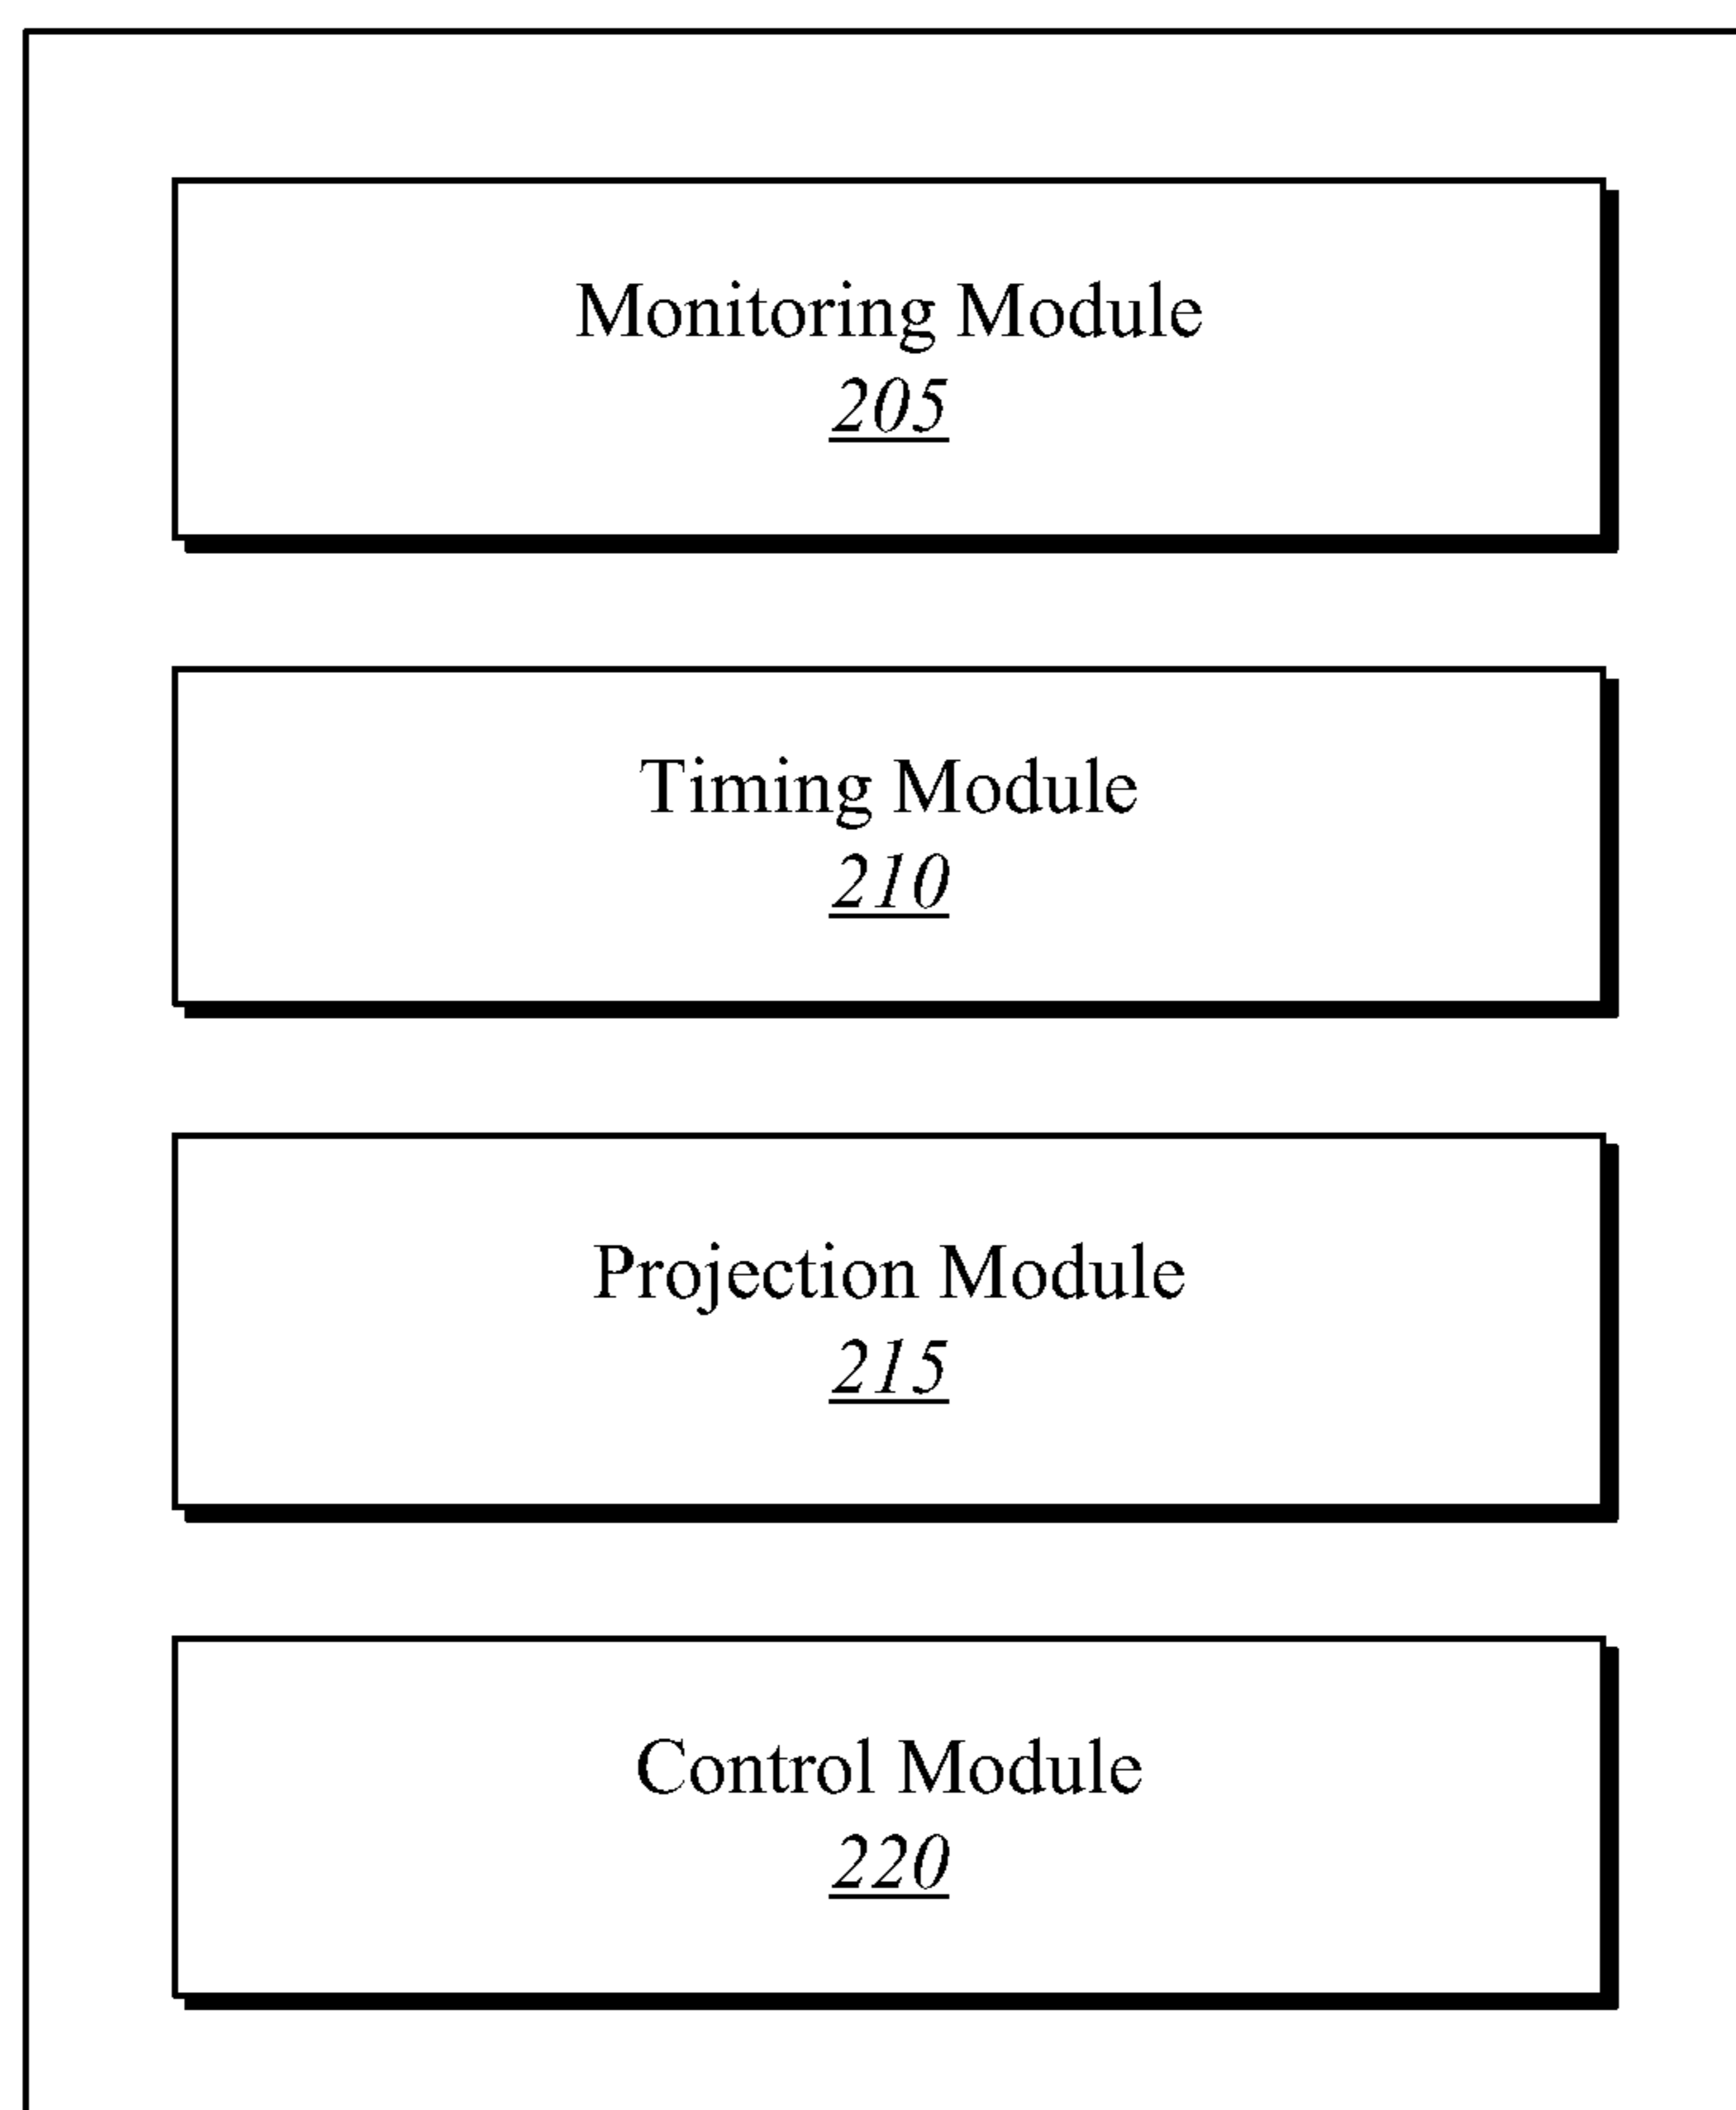 Monitoring Module
205
Timing Module
210
Projection Module
215
Control Module
220